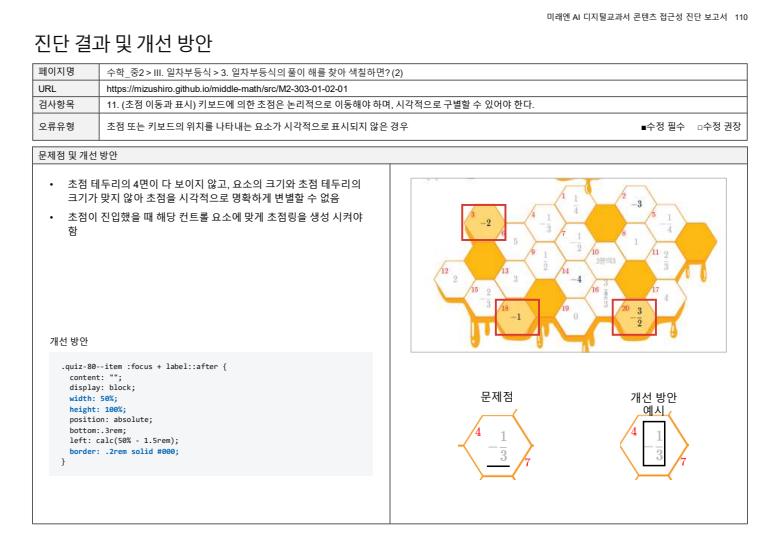 미래엔 AI 디지털교과서 콘텐츠 접근성 진단 보고서 110
진단 결과 및 개선 방안
페이지명 수학_중2 > III. 일차부등식 > 3. 일차부등식의 풀이 해를 찾아 색칠하면? (2)
URL https://mizushiro.github.io/middle-math/src/M2-303-01-02-01
검사항목 11. (초점 이동과 표시) 키보드에 의한 초점은 논리적으로 이동해야 하며, 시각적으로 구별할 수 있어야 한다.
오류유형 초점 또는 키보드의 위치를 나타내는 요소가 시각적으로 표시되지 않은 경우 ■수정 필수 □수정 권장
문제점 및 개선 방안
• 초점 테두리의 4면이 다 보이지 않고, 요소의 크기와 초점 테두리의
크기가 맞지 않아 초점을 시각적으로 명확하게 변별할 수 없음
• 초점이 진입했을 때 해당 컨트롤 요소에 맞게 초점링을 생성 시켜야
함
개선 방안
.quiz-80--item :focus + label::after {
content: "";
display: block;
width: 50%;
height: 100%;
position: absolute;
bottom:.3rem;
left: calc(50% - 1.5rem);
border: .2rem solid #000;
}
1 1/4
2 −3
3 −2
4 −1/3
5 −1/4
6 5
7 −1/2
8 1
9 1/2
10
11 2/3
12 2
13 3
14 −4
15 −2/3
16
17 4
18 −1
19 0
20 −3/2
문제점
4 −1/3 7
개선 방안
예시
4 −1/3 7